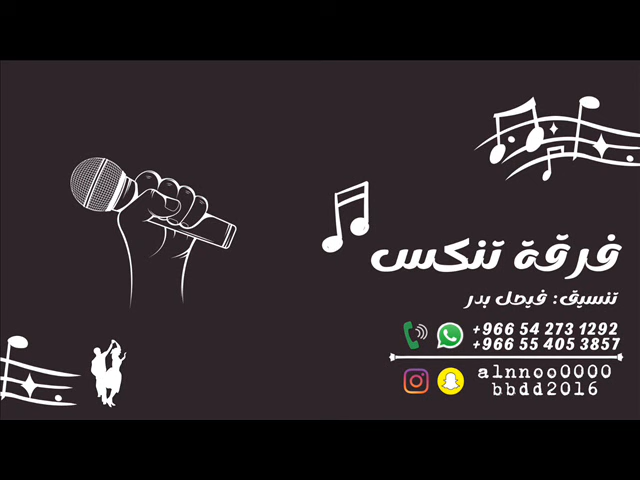 فرقة تنكس
تنسيق: فيصل بدر
+966 54 273 1292
+966 55 405 3857
alnnoo0000
bbdd2016